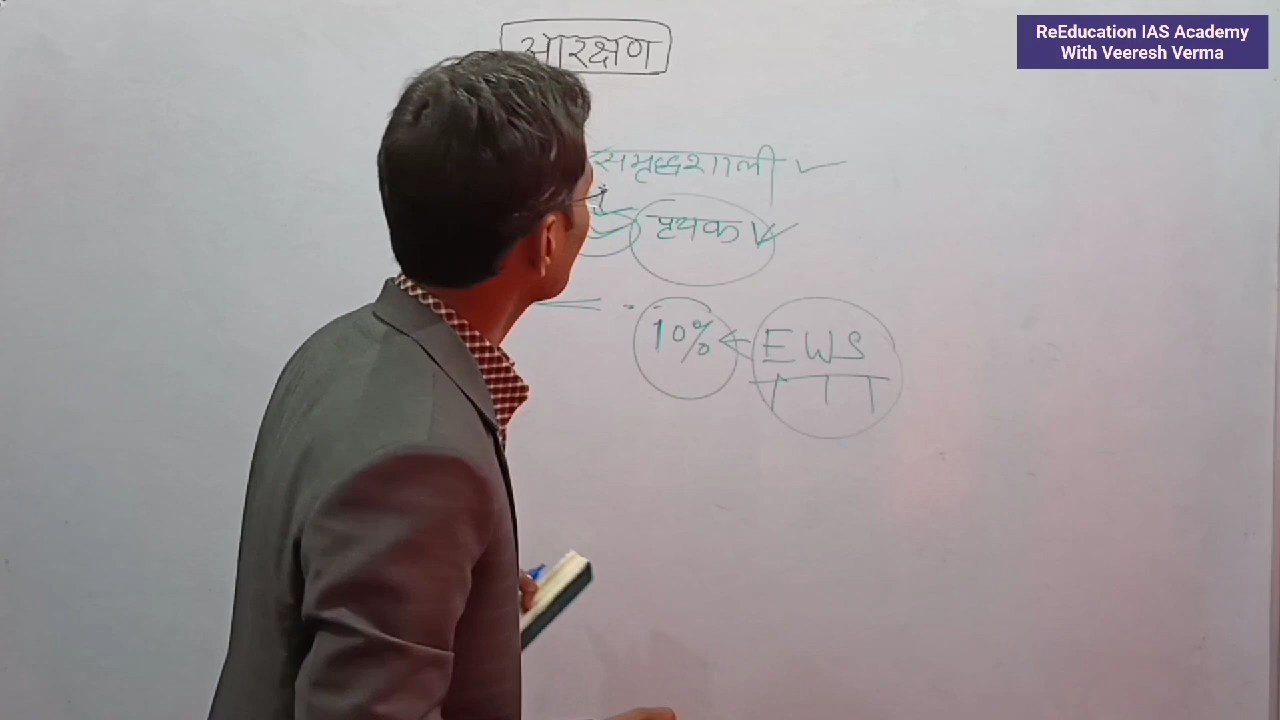 ReEducation IAS Academy
With Veeresh Verma
आरक्षण
समृद्धशाली
पृथक
10% ← EWS